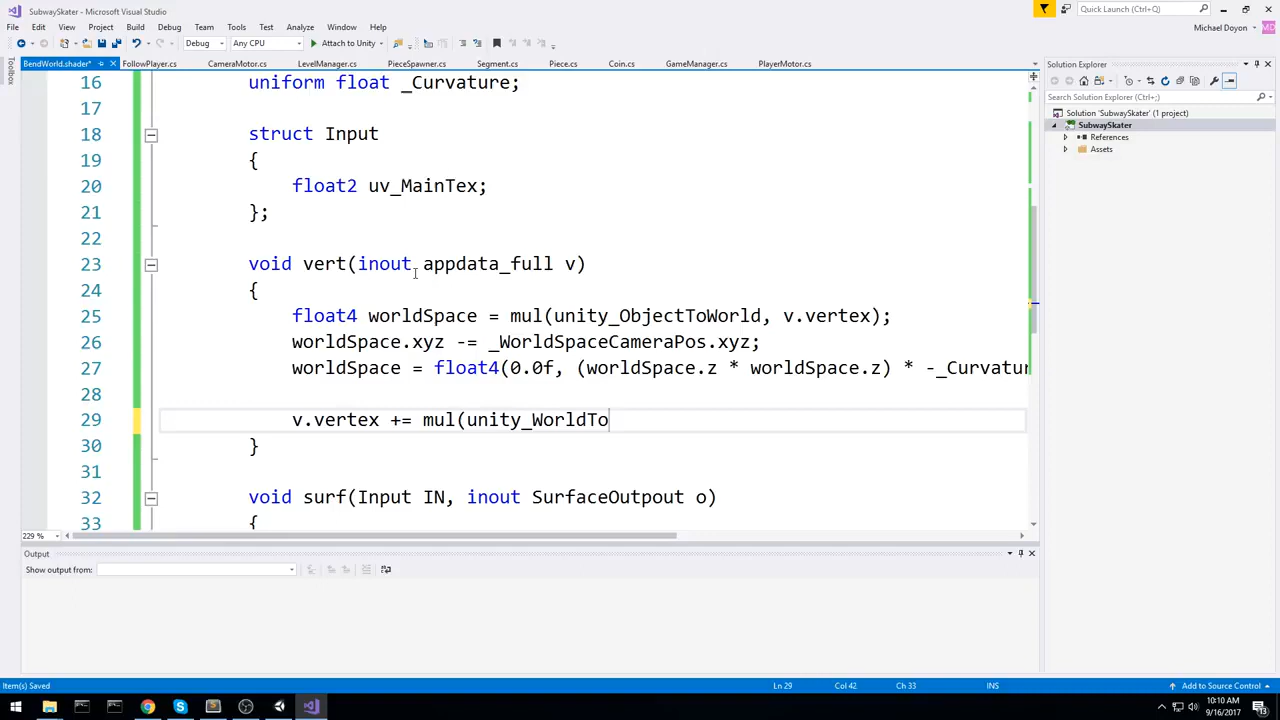 SubwaySkater - Microsoft Visual Studio
Quick Launch (Ctrl+Q)
File Edit View Project Build Debug Team Tools Test Analyze Window Help
Michael Doyon MD
Debug Any CPU Attach to Unity
BendWorld.shader* FollowPlayer.cs CameraMotor.cs LevelManager.cs PieceSpawner.cs Segment.cs Piece.cs Coin.cs GameManager.cs PlayerMotor.cs
Toolbox
16 uniform float _Curvature;
17
18 struct Input
19 {
20 float2 uv_MainTex;
21 };
22
23 void vert(inout appdata_full v)
24 {
25 float4 worldSpace = mul(unity_ObjectToWorld, v.vertex);
26 worldSpace.xyz -= _WorldSpaceCameraPos.xyz;
27 worldSpace = float4(0.0f, (worldSpace.z * worldSpace.z) * -_Curvatur
28
29 v.vertex += mul(unity_WorldTo
30 }
31
32 void surf(Input IN, inout SurfaceOutpout o)
33 {
229 %
Output
Show output from:
Solution Explorer
Search Solution Explorer (Ctrl+;)
Solution 'SubwaySkater' (1 project)
SubwaySkater
References
Assets
Item(s) Saved Ln 29 Col 42 Ch 33 INS Add to Source Control
10:10 AM
9/16/2017